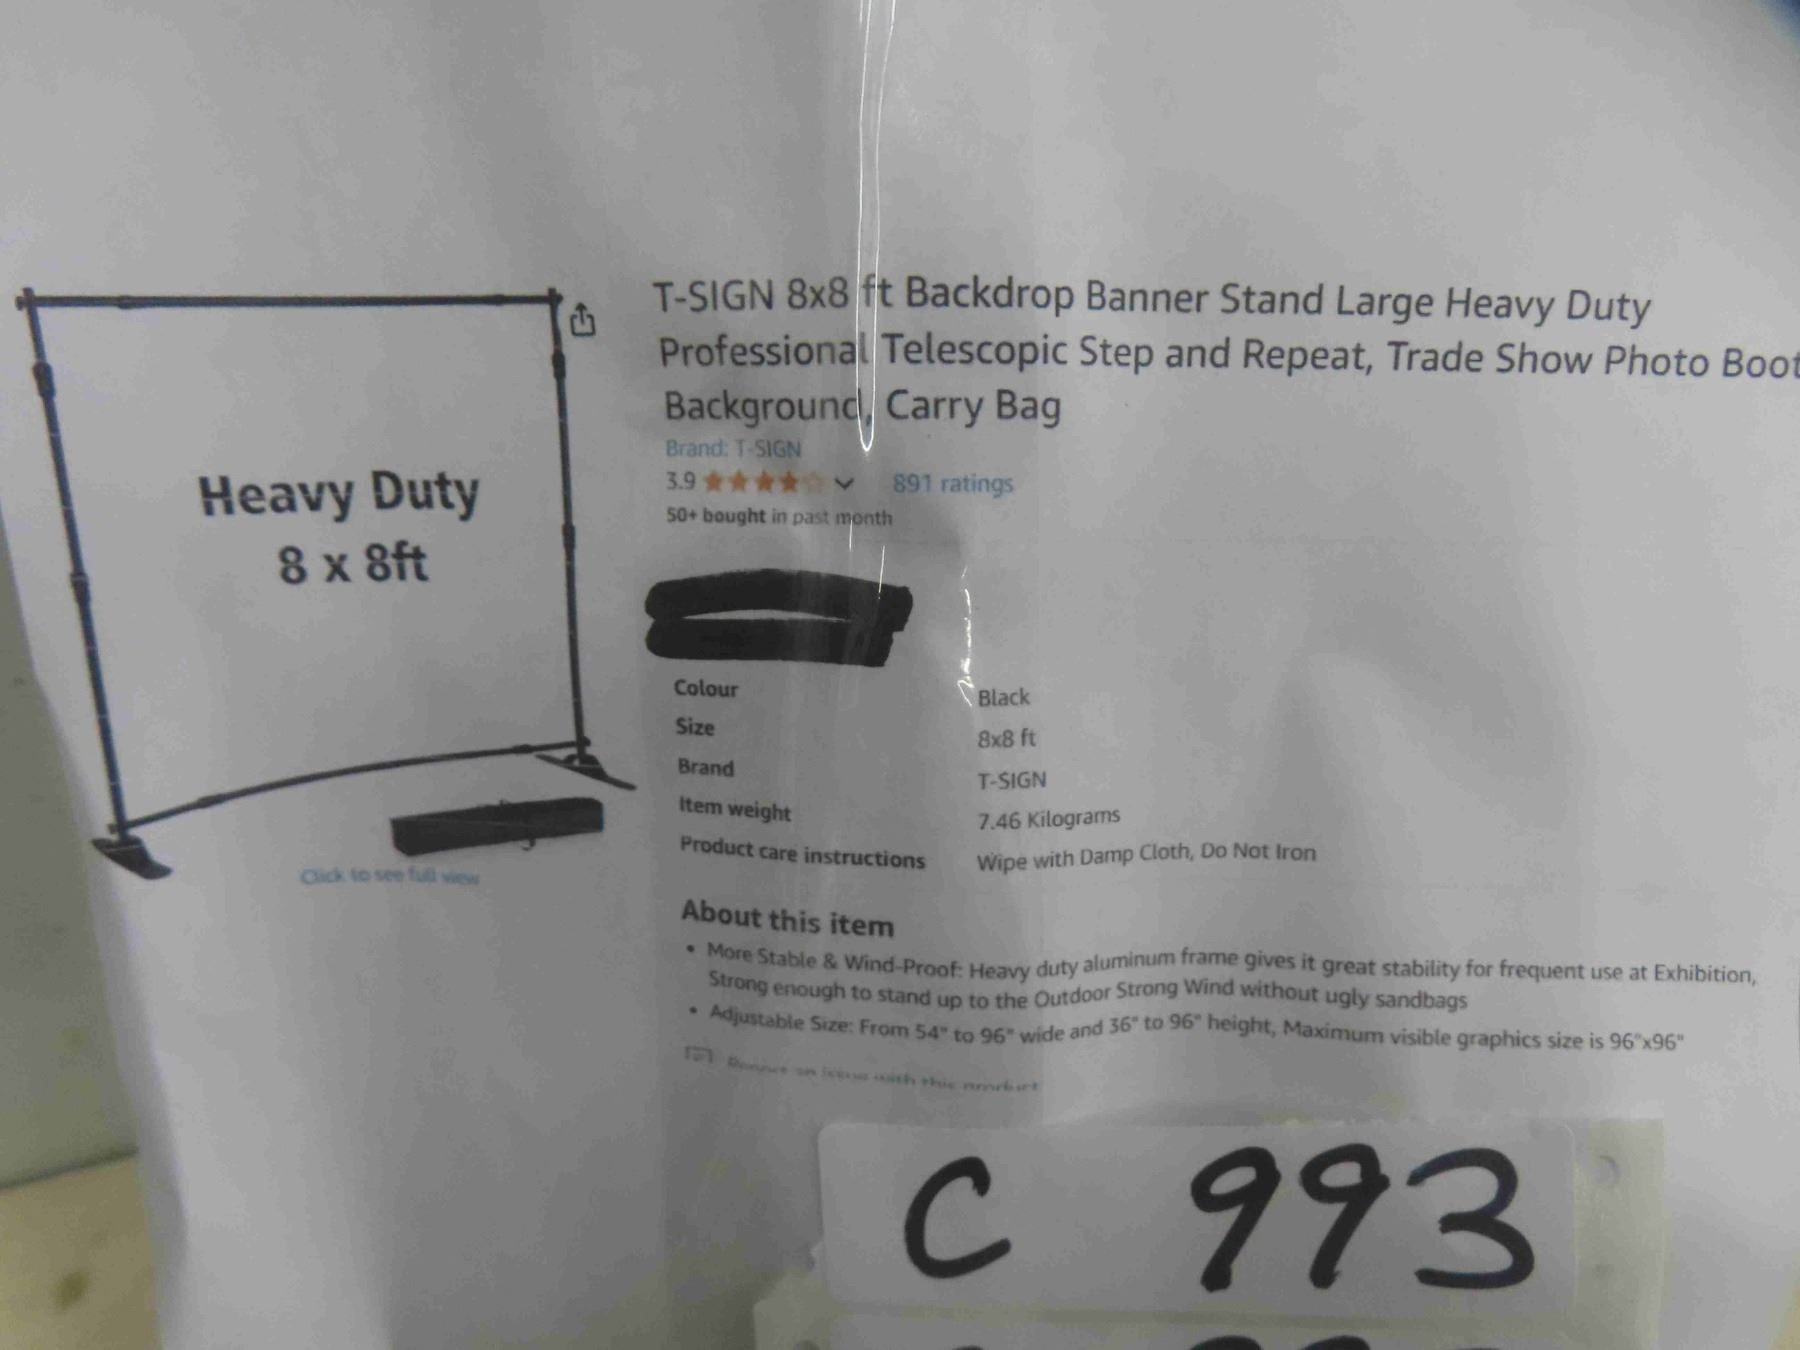 T-SIGN 8x8 ft Backdrop Banner Stand Large Heavy Duty
Professional Telescopic Step and Repeat, Trade Show Photo Boot
Background, Carry Bag
Brand: T-SIGN
3.9 891 ratings
50+ bought in past month
Heavy Duty
8 x 8ft
Click to see full view
Colour Black
Size 8x8 ft
Brand T-SIGN
Item weight 7.46 Kilograms
Product care instructions Wipe with Damp Cloth, Do Not Iron
About this item
• More Stable & Wind-Proof: Heavy duty aluminum frame gives it great stability for frequent use at Exhibition,
Strong enough to stand up to the Outdoor Strong Wind without ugly sandbags
• Adjustable Size: From 54" to 96" wide and 36" to 96" height, Maximum visible graphics size is 96"x96"
an issue with this product
C 993